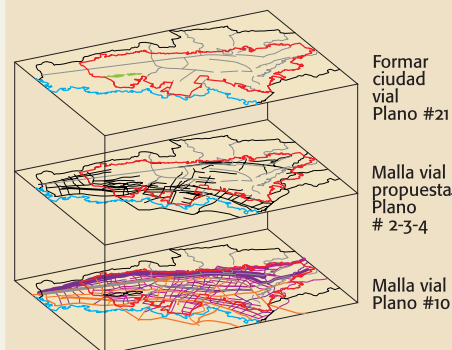 Formar
ciudad
vial
Plano #21
Malla vial
propuesta
Plano
# 2-3-4
Malla vial
Plano #10